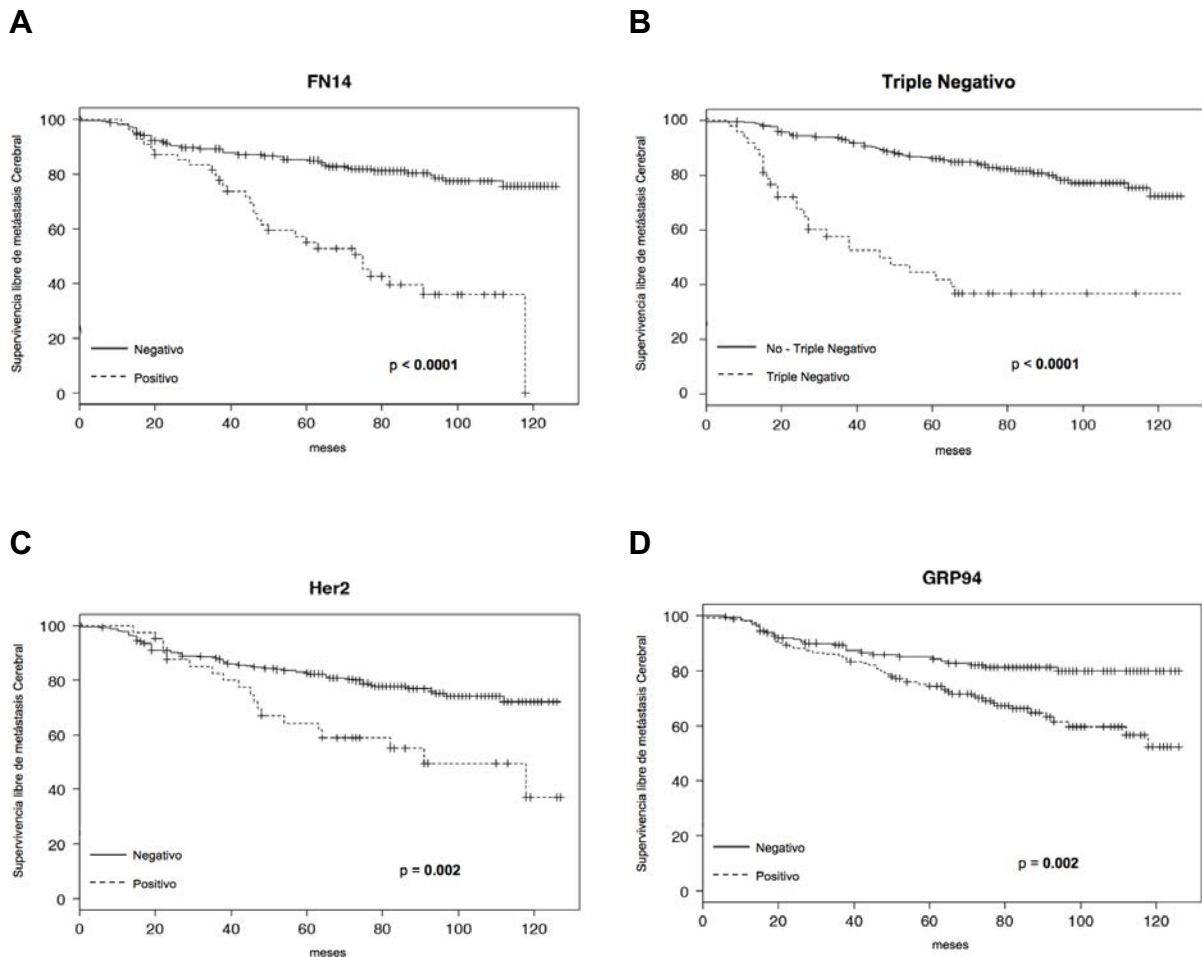 A
FN14
Supervivencia libre de metástasis Cerebral
100
80
60
40
20
0
Negativo
Positivo
p < 0.0001
0 20 40 60 80 100 120
meses
B
Triple Negativo
Supervivencia libre de metástasis Cerebral
100
80
60
40
20
0
No - Triple Negativo
Triple Negativo
p < 0.0001
0 20 40 60 80 100 120
meses
C
Her2
Supervivencia libre de metástasis Cerebral
100
80
60
40
20
0
Negativo
Positivo
p = 0.002
0 20 40 60 80 100 120
meses
D
GRP94
Supervivencia libre de metástasis Cerebral
100
80
60
40
20
0
Negativo
Positivo
p = 0.002
0 20 40 60 80 100 120
meses